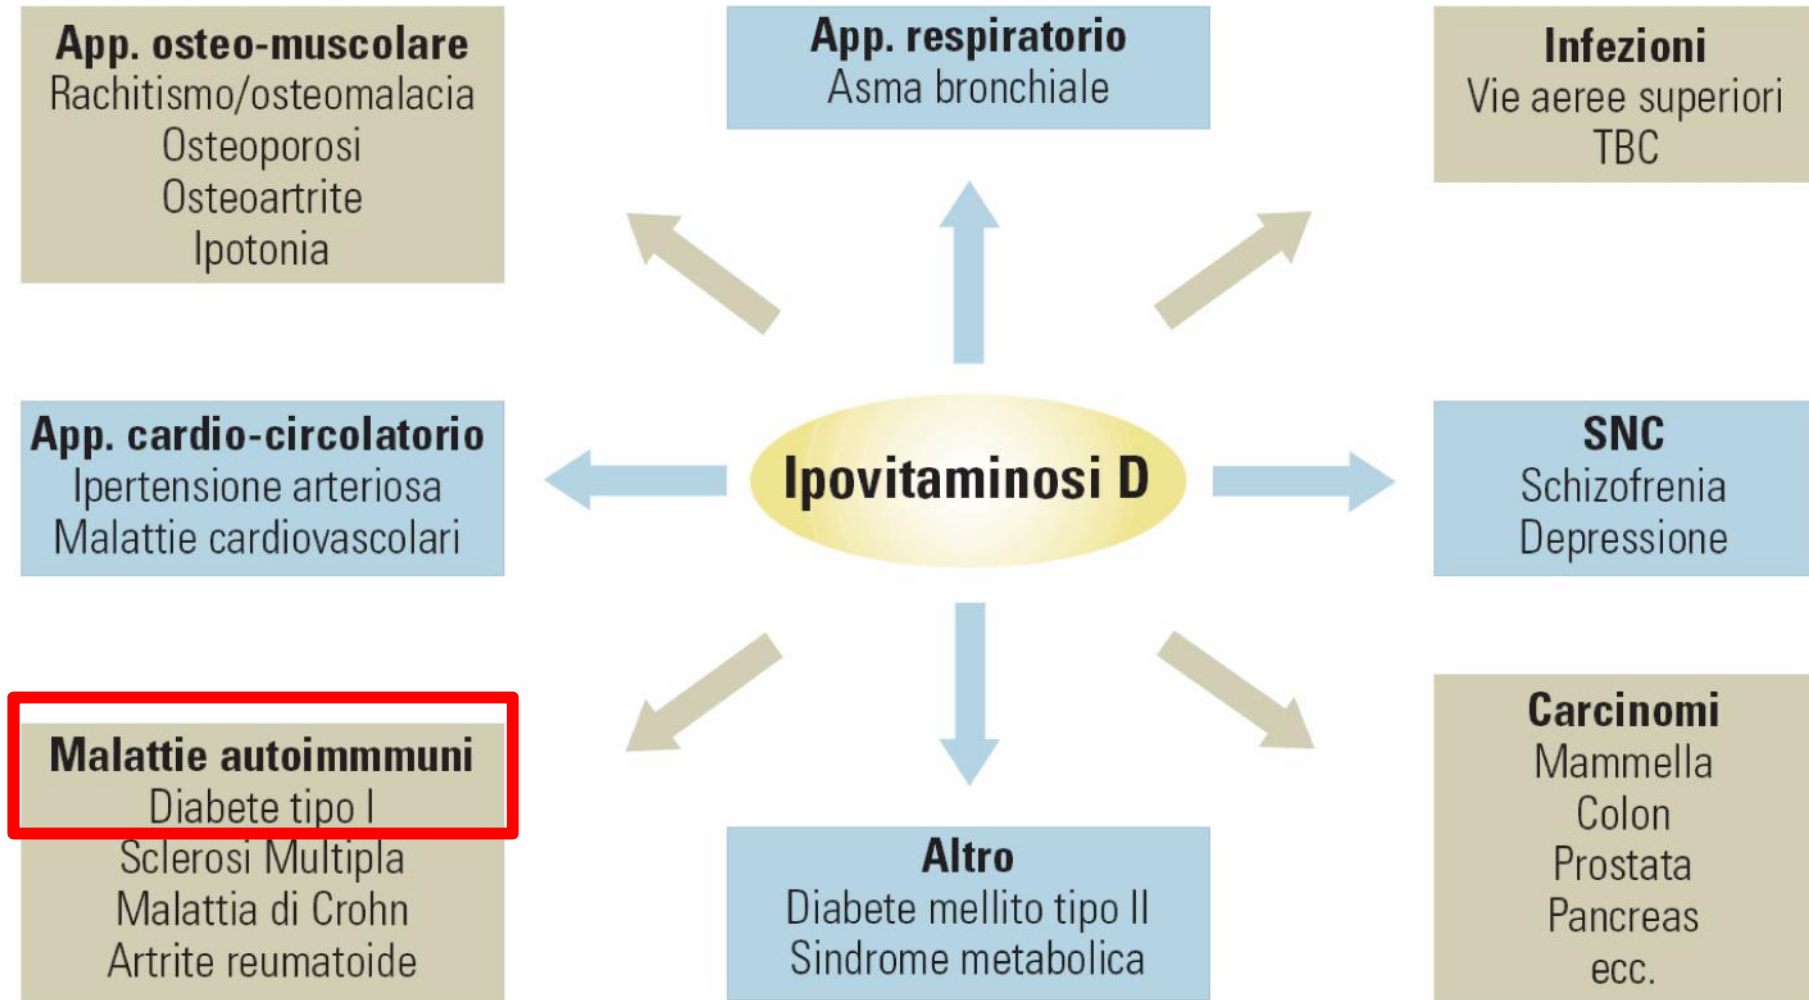 App. osteo-muscolare
Rachitismo/osteomalacia
Osteoporosi
Osteoartrite
Ipotonia
App. respiratorio
Asma bronchiale
Infezioni
Vie aeree superiori
TBC
App. cardio-circolatorio
Ipertensione arteriosa
Malattie cardiovascolari
Ipovitaminosi D
SNC
Schizofrenia
Depressione
Malattie autoimmmuni
Diabete tipo I
Sclerosi Multipla
Malattia di Crohn
Artrite reumatoide
Altro
Diabete mellito tipo II
Sindrome metabolica
Carcinomi
Mammella
Colon
Prostata
Pancreas
ecc.